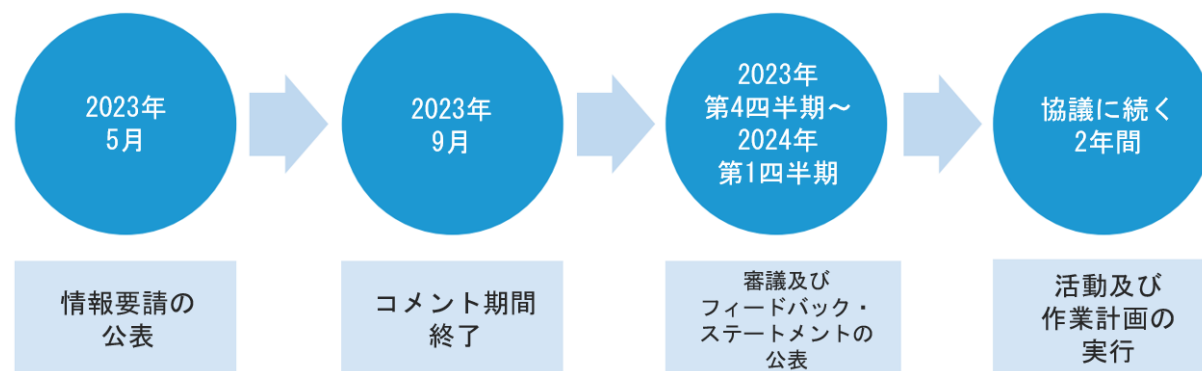 2023年
5月
2023年
9月
2023年
第4四半期～
2024年
第1四半期
協議に続く
2年間
情報要請の
公表
コメント期間
終了
審議及び
フィードバック・
ステートメントの
公表
活動及び
作業計画の
実行